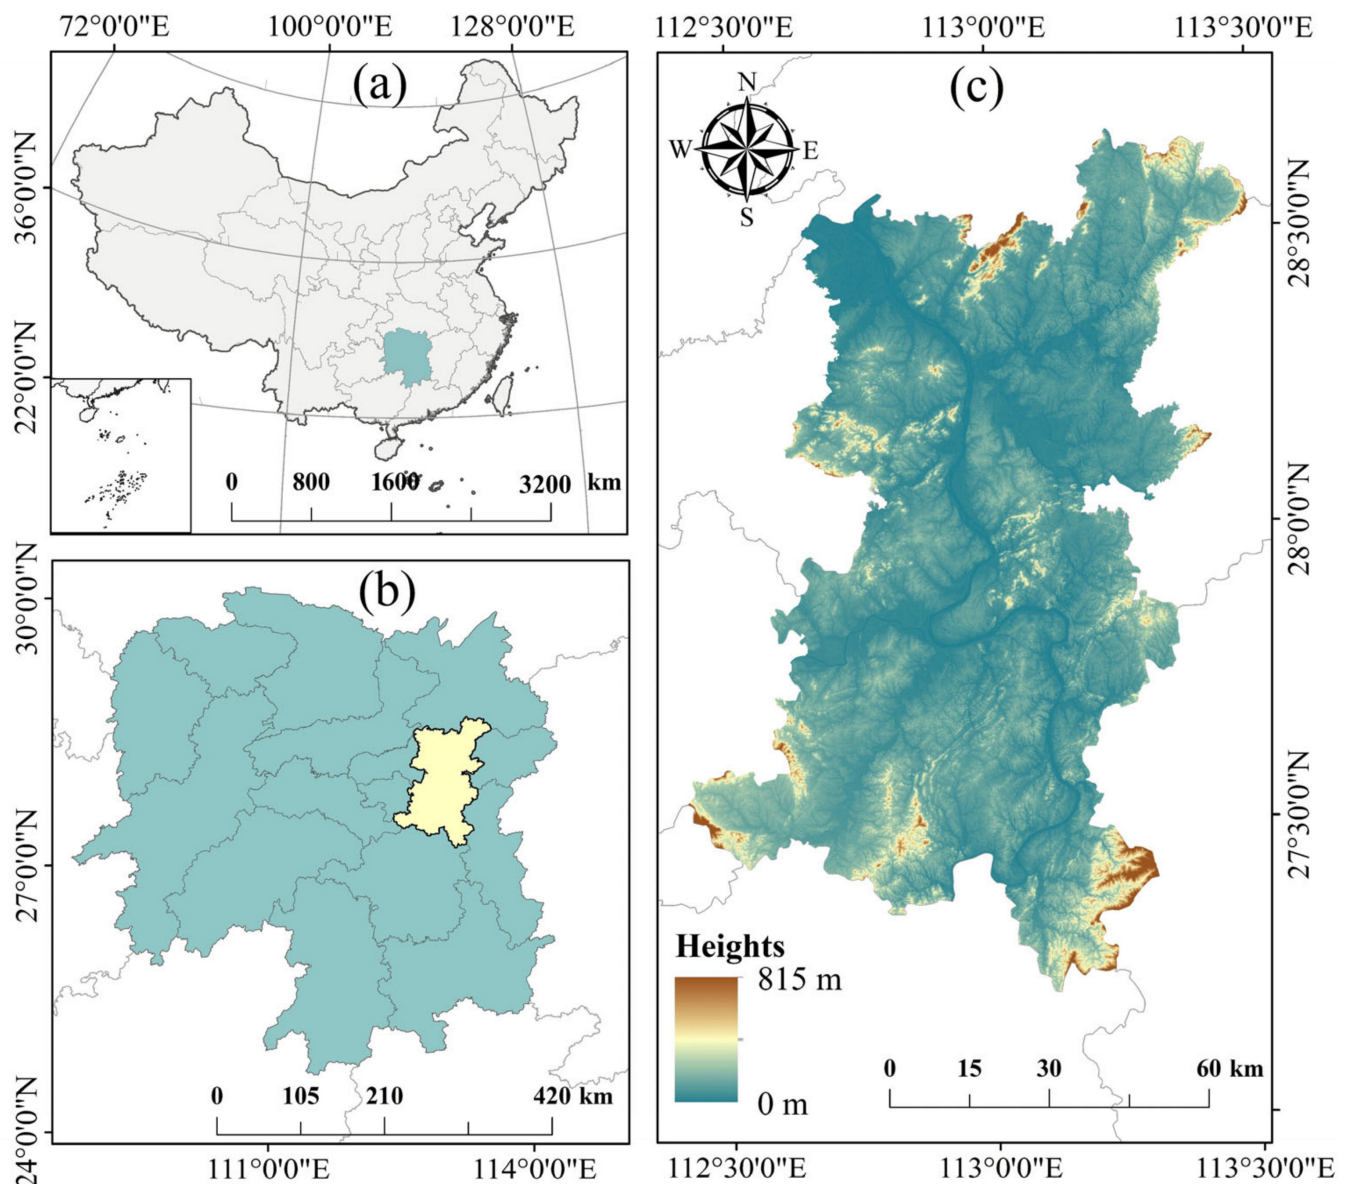 72°0'0"E 100°0'0"E 128°0'0"E
(a)
36°0'0"N
22°0'0"N
0 800 1600 3200 km
(b)
30°0'0"N
27°0'0"N
24°0'0"N
0 105 210 420 km
111°0'0"E 114°0'0"E
112°30'0"E 113°0'0"E 113°30'0"E
(c)
N
W E
S
28°30'0"N
28°0'0"N
27°30'0"N
Heights
815 m
0 m
0 15 30 60 km
112°30'0"E 113°0'0"E 113°30'0"E